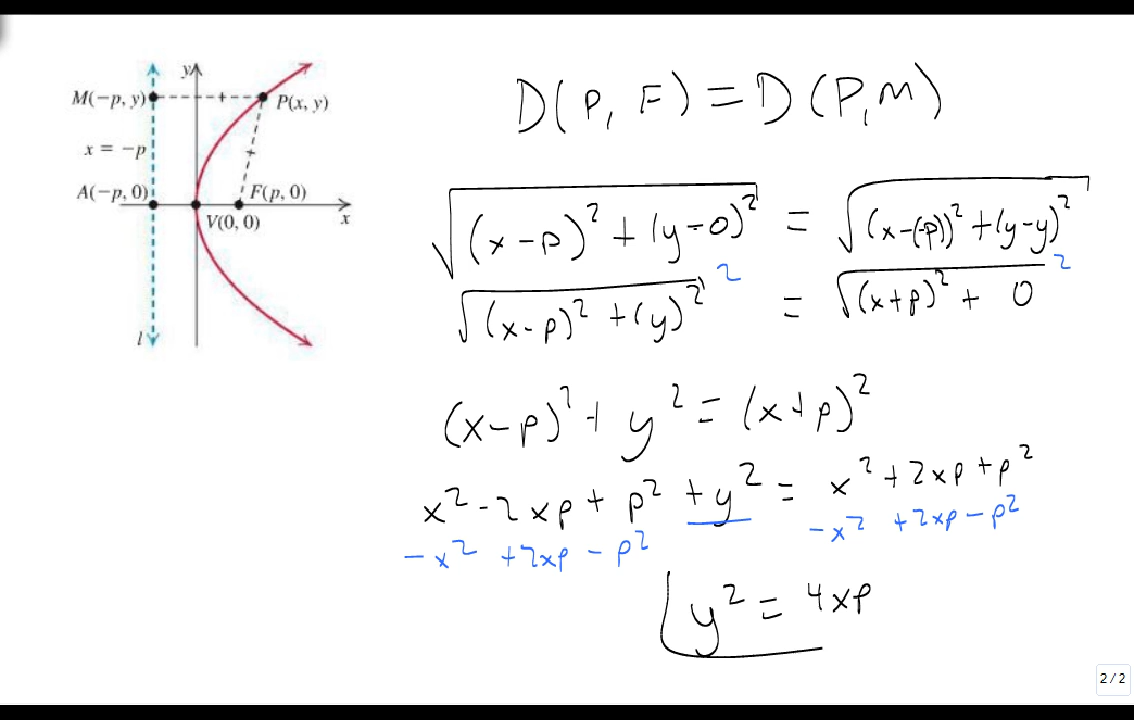 y
M(−p, y)
P(x, y)
x = −p
A(−p, 0)
F(p, 0)
V(0, 0)
x
l
D(P, F) = D(P, M)
√((x−p)² + (y−0)²) = √((x−(−p))² + (y−y)²)
√((x−p)² + (y)²)² = √((x+p)² + 0)²
(x−p)² + y² = (x+p)²
x² − 2xp + p² + y² = x² + 2xp + p²
−x² + 2xp − p² −x² + 2xp − p²
y² = 4xp
2/2